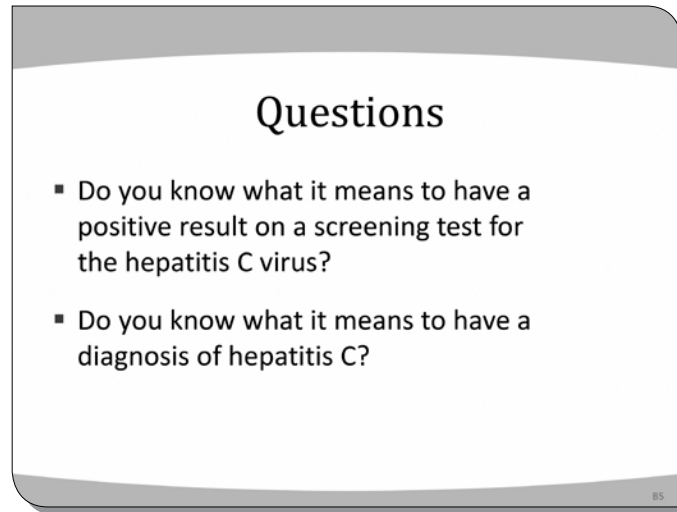 Questions
▪ Do you know what it means to have a
positive result on a screening test for
the hepatitis C virus?
▪ Do you know what it means to have a
diagnosis of hepatitis C?
B5